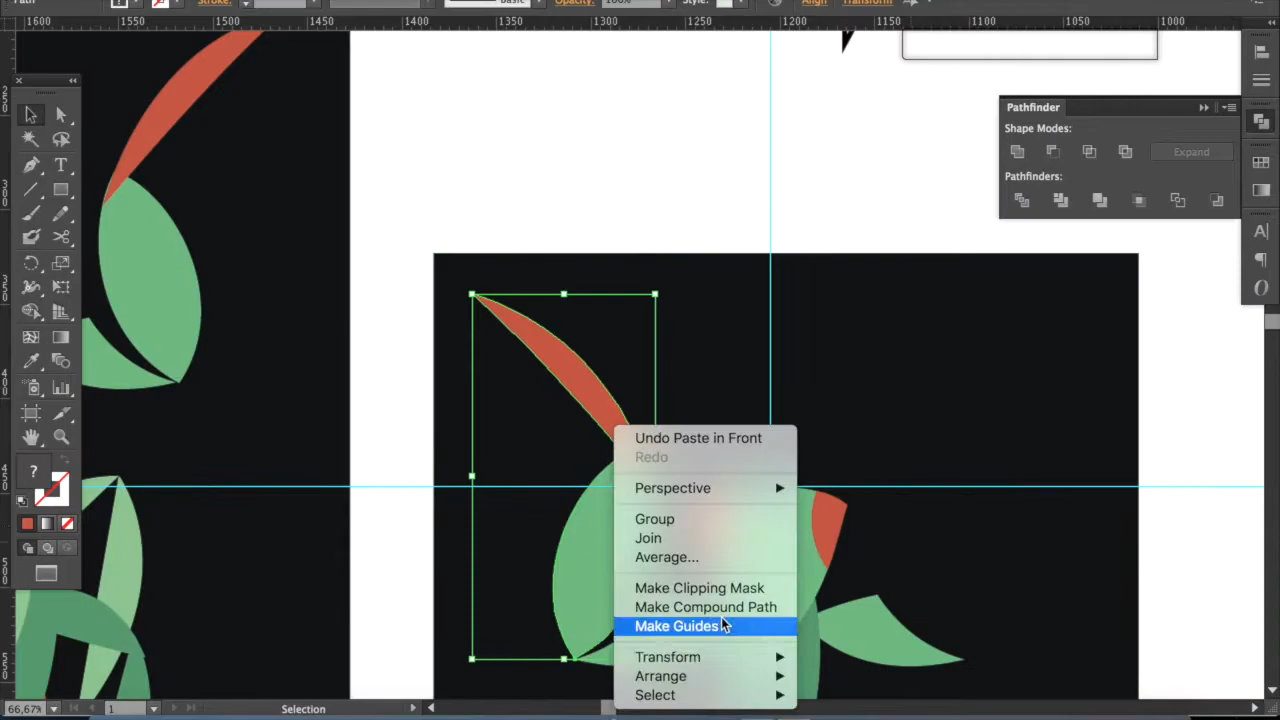 Path
?
Stroke:
Basic
Opacity:
100%
Style:
Align
Transform
1600 1550 1500 1450 1400 1350 1300 1250 1200 1150 1100 1050 1000
Pathfinder
Shape Modes:
Expand
Pathfinders:
Undo Paste in Front
Redo
Perspective
Group
Join
Average...
Make Clipping Mask
Make Compound Path
Make Guides
Transform
Arrange
Select
?
66,67%
1
Selection